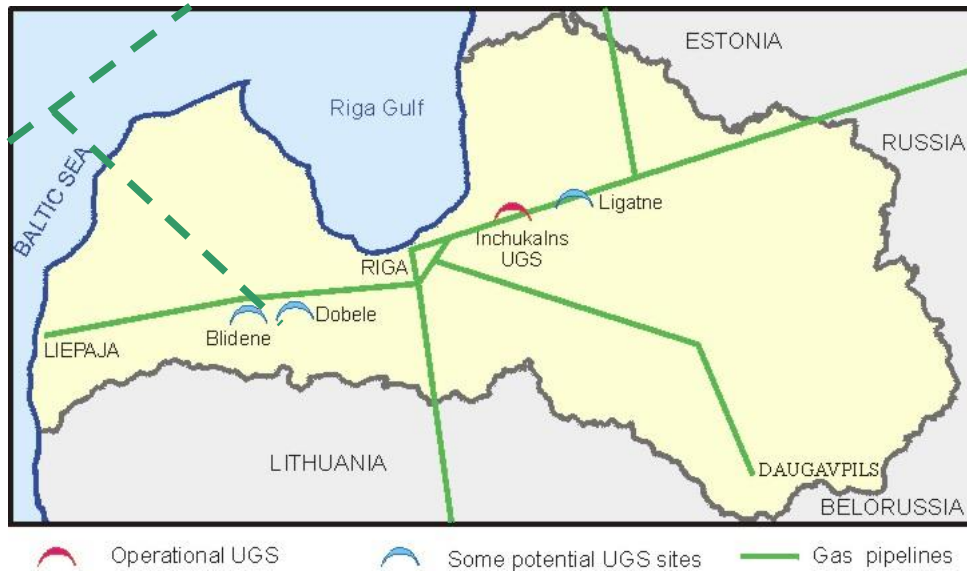 ESTONIA
Riga Gulf
RUSSIA
BALTIC SEA
Ligatne
Inchukalns
UGS
RIGA
Dobele
Blidene
LIEPAJA
LITHUANIA
DAUGAVPILS
BELORUSSIA
Operational UGS
Some potential UGS sites
Gas pipelines